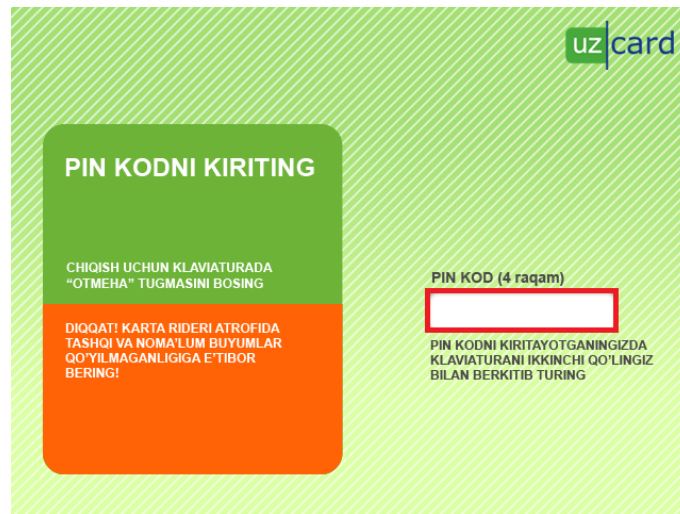 uz card
PIN KODNI KIRITING
CHIQISH UCHUN KLAVIATURADA
“OTMEHA” TUGMASINI BOSING
DIQQAT! KARTA RIDERI ATROFIDA
TASHQI VA NOMA'LUM BUYUMLAR
QO'YILMAGANLIGIGA E'TIBOR
BERING!
PIN KOD (4 raqam)
PIN KODNI KIRITAYOTGANINGIZDA
KLAVIATURANI IKKINCHI QO'LINGIZ
BILAN BERKITIB TURING